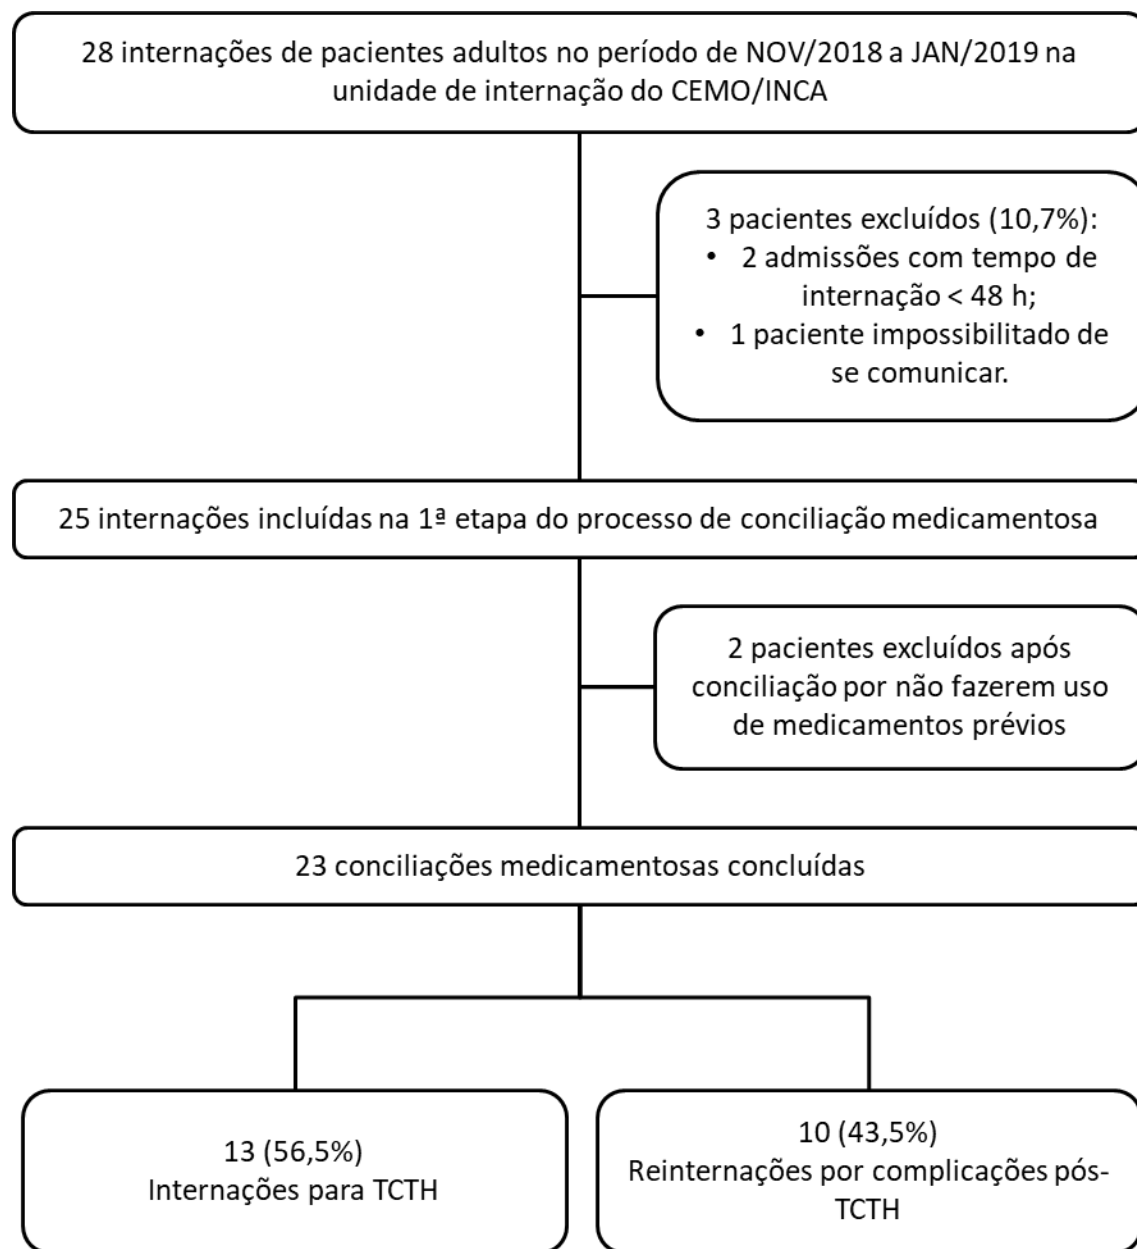 28 internações de pacientes adultos no período de NOV/2018 a JAN/2019 na
unidade de internação do CEMO/INCA
3 pacientes excluídos (10,7%):
• 2 admissões com tempo de
internação < 48 h;
• 1 paciente impossibilitado de
se comunicar.
25 internações incluídas na 1ª etapa do processo de conciliação medicamentosa
2 pacientes excluídos após
conciliação por não fazerem uso
de medicamentos prévios
23 conciliações medicamentosas concluídas
13 (56,5%)
Internações para TCTH
10 (43,5%)
Reinternações por complicações pós-
TCTH